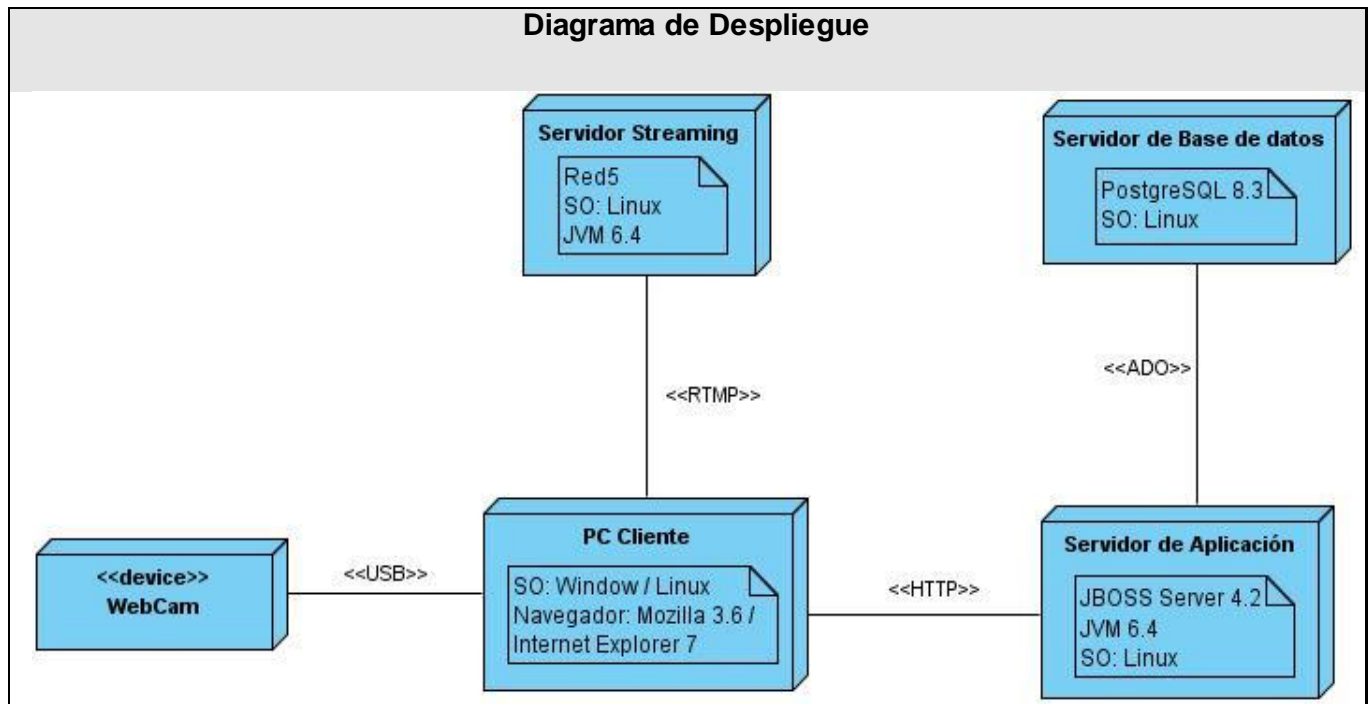 Diagrama de Despliegue
Servidor Streaming
Red5
SO: Linux
JVM 6.4
Servidor de Base de datos
PostgreSQL 8.3
SO: Linux
<<RTMP>>
<<ADO>>
<<device>>
WebCam
<<USB>>
PC Cliente
SO: Window / Linux
Navegador: Mozilla 3.6 /
Internet Explorer 7
<<HTTP>>
Servidor de Aplicación
JBOSS Server 4.2
JVM 6.4
SO: Linux